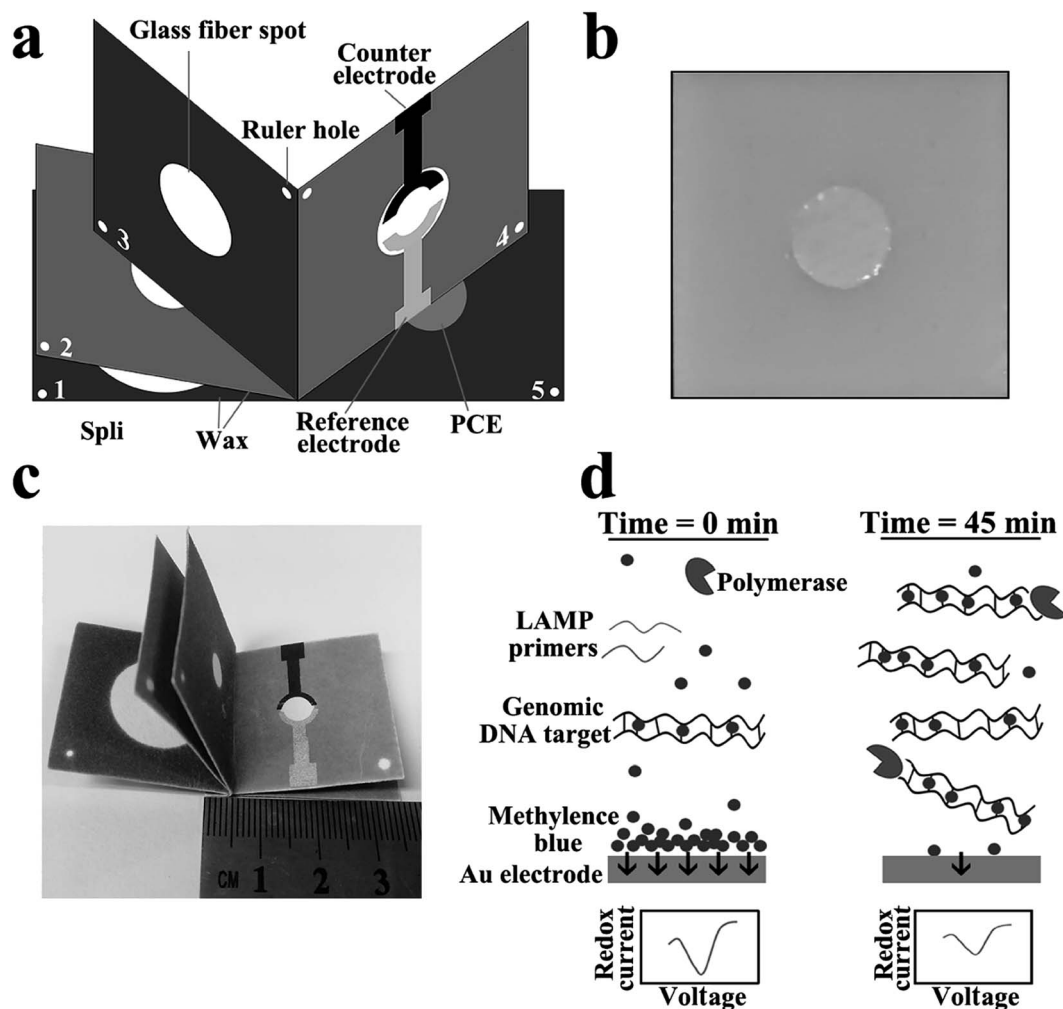 a
Glass fiber spot
Counter
electrode
Ruler hole
3
4
2
1
5
Spli
Wax
Reference
electrode
PCE
b
c
CM 1 2 3
d
Time = 0 min
Polymerase
LAMP
primers
Genomic
DNA target
Methylence
blue
Au electrode
Redox
current
Voltage
Time = 45 min
Redox
current
Voltage